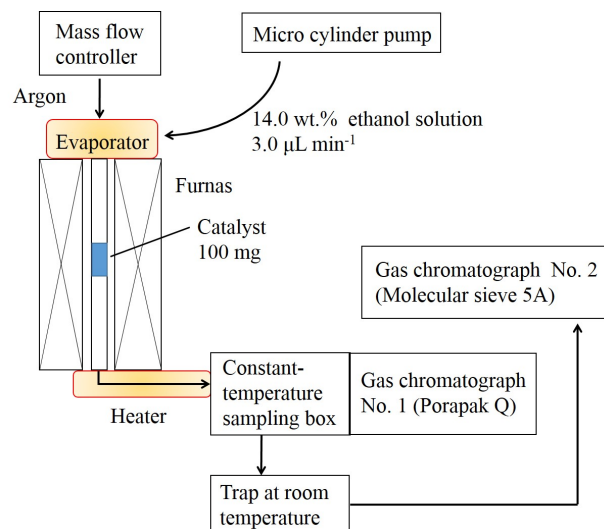 Mass flow
controller
Micro cylinder pump
Argon
14.0 wt.% ethanol solution
3.0 μL min⁻¹
Evaporator
Furnas
Catalyst
100 mg
Gas chromatograph No. 2
(Molecular sieve 5A)
Constant-
temperature
sampling box
Gas chromatograph
No. 1 (Porapak Q)
Heater
Trap at room
temperature